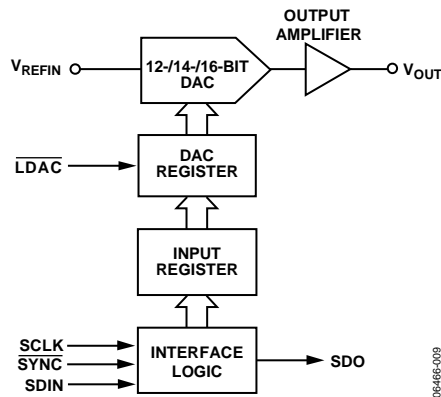 OUTPUT
AMPLIFIER
VREFIN
12-/14-/16-BIT
DAC
VOUT
LDAC
DAC
REGISTER
INPUT
REGISTER
SCLK
SYNC
SDIN
INTERFACE
LOGIC
SDO
06466-009